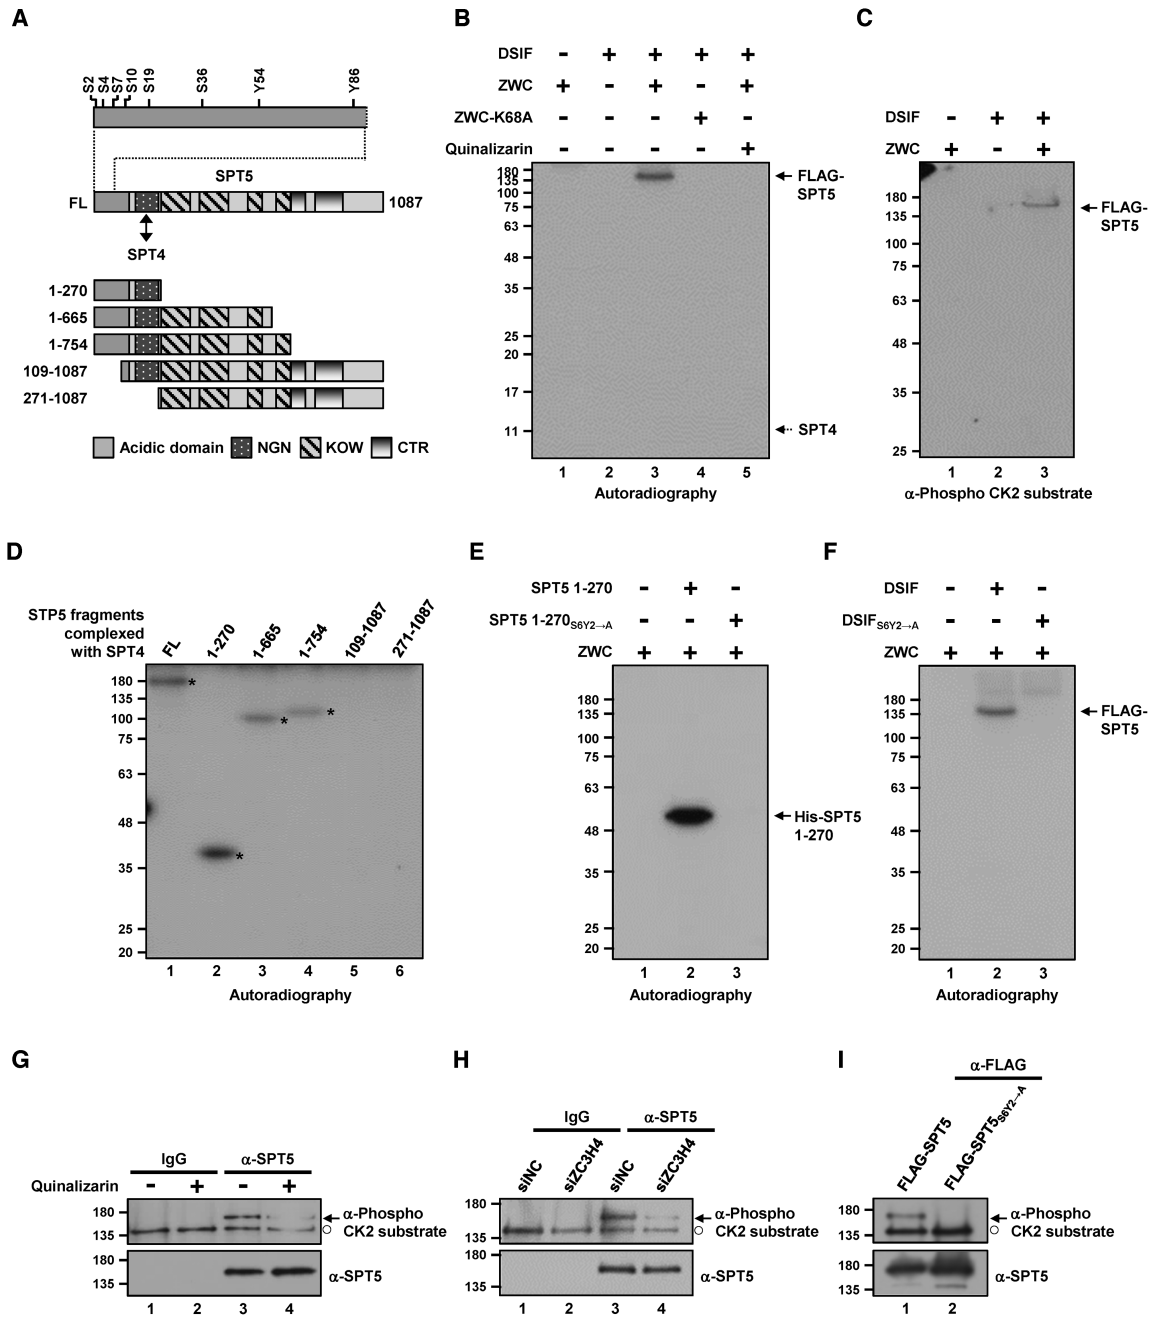 A
S2 S4 S7 S10 S19 S36 Y54 Y86
SPT5
FL 1087
SPT4
1-270
1-665
1-754
109-1087
271-1087
Acidic domain NGN KOW CTR
B
DSIF - + + + +
ZWC + - + - +
ZWC-K68A - - - + -
Quinalizarin - - - - +
180
135
100
75
63
48
35
25
20
17
11
FLAG-
SPT5
SPT4
1 2 3 4 5
Autoradiography
C
DSIF - + +
ZWC + - +
180
135
100
75
63
48
35
25
FLAG-
SPT5
1 2 3
α-Phospho CK2 substrate
D
STP5 fragments
complexed
with SPT4
FL 1-270 1-665 1-754 109-1087 271-1087
180
135
100
75
63
48
35
25
20
* * * *
1 2 3 4 5 6
Autoradiography
E
SPT5 1-270 - + -
SPT5 1-270S6Y2→A - - +
ZWC + + +
180
135
100
75
63
48
35
25
20
His-SPT5
1-270
1 2 3
Autoradiography
F
DSIF - + -
DSIFS6Y2→A - - +
ZWC + + +
180
135
100
75
63
48
35
25
20
FLAG-
SPT5
1 2 3
Autoradiography
G
IgG α-SPT5
Quinalizarin - + - +
180
135
α-Phospho
CK2 substrate
180
135
α-SPT5
1 2 3 4
H
IgG α-SPT5
siNC siZC3H4 siNC siZC3H4
180
135
α-Phospho
CK2 substrate
180
135
α-SPT5
1 2 3 4
I
α-FLAG
FLAG-SPT5 FLAG-SPT5S6Y2→A
180
135
α-Phospho
CK2 substrate
180
135
α-SPT5
1 2